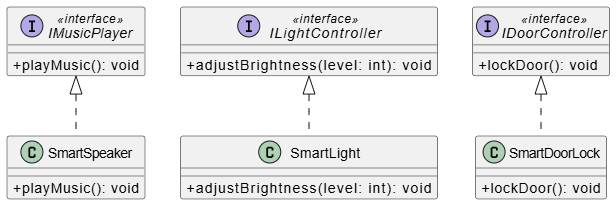 I «interface» IMusicPlayer
+playMusic(): void
I «interface» ILightController
+adjustBrightness(level: int): void
I «interface» IDoorController
+lockDoor(): void
C SmartSpeaker
+playMusic(): void
C SmartLight
+adjustBrightness(level: int): void
C SmartDoorLock
+lockDoor(): void